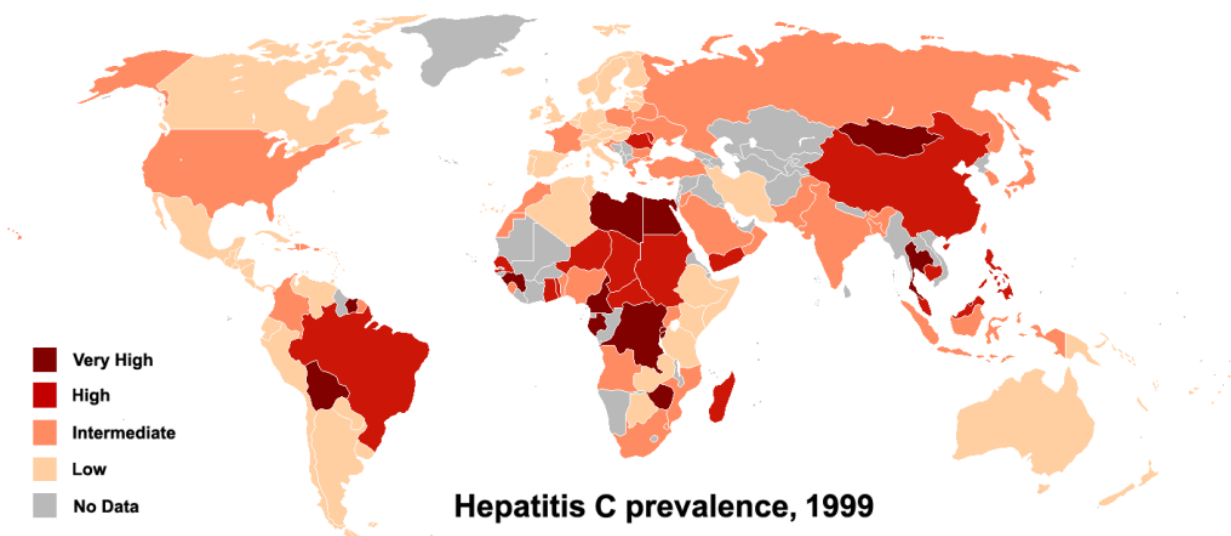 Very High
High
Intermediate
Low
No Data
Hepatitis C prevalence, 1999